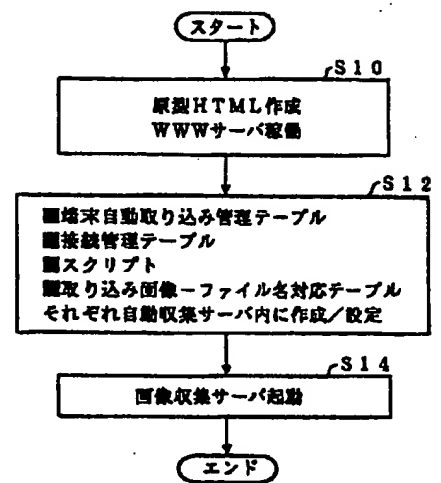 スタート
S10
原型HTML作成
WWWサーバ稼働
S12
■端末自動取り込み管理テーブル
■接続管理テーブル
■スクリプト
■取り込み画像−ファイル名対応テーブル
それぞれ自動収集サーバ内に作成/設定
S14
画像収集サーバ起動
エンド